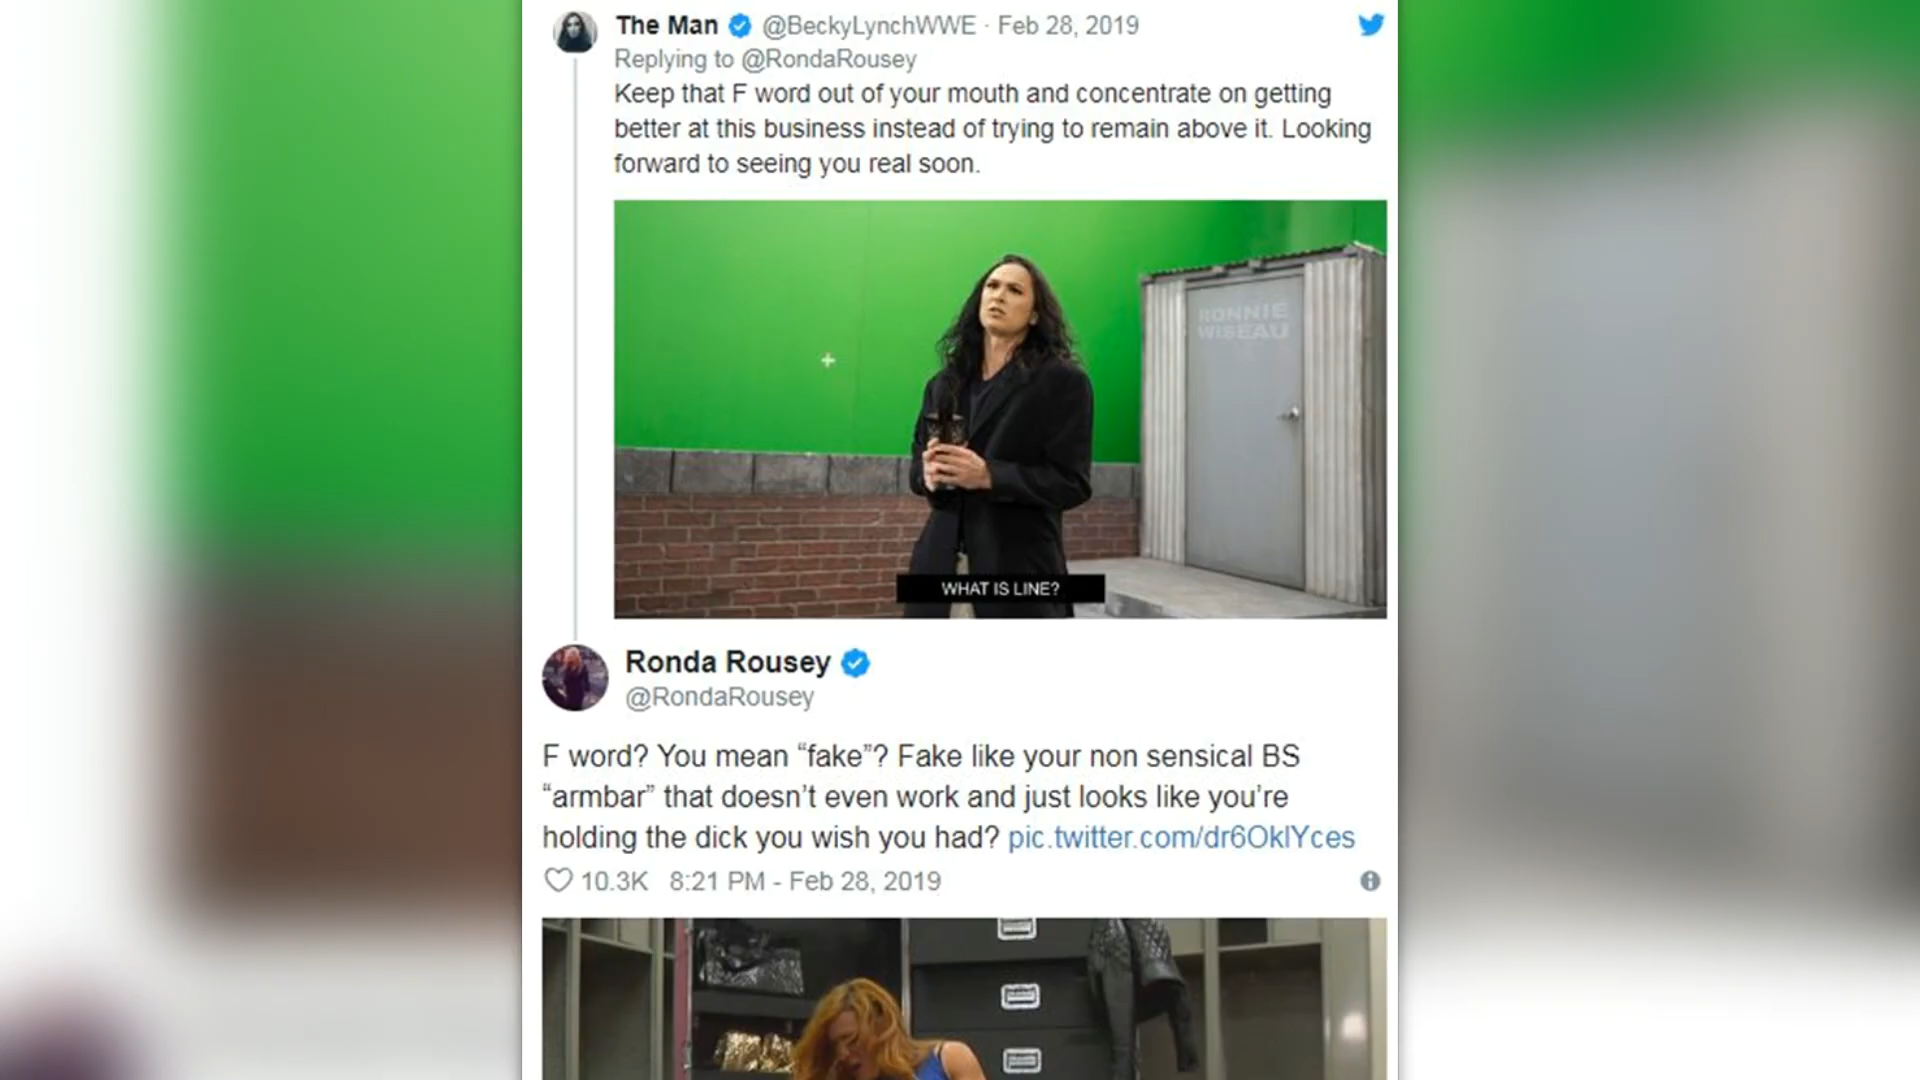 The Man @BeckyLynchWWE · Feb 28, 2019
Replying to @RondaRousey
Keep that F word out of your mouth and concentrate on getting
better at this business instead of trying to remain above it. Looking
forward to seeing you real soon.
RONNIE
WISEAU
WHAT IS LINE?
Ronda Rousey
@RondaRousey
F word? You mean “fake”? Fake like your non sensical BS
“armbar” that doesn’t even work and just looks like you’re
holding the dick you wish you had? pic.twitter.com/dr6OklYces
10.3K 8:21 PM - Feb 28, 2019